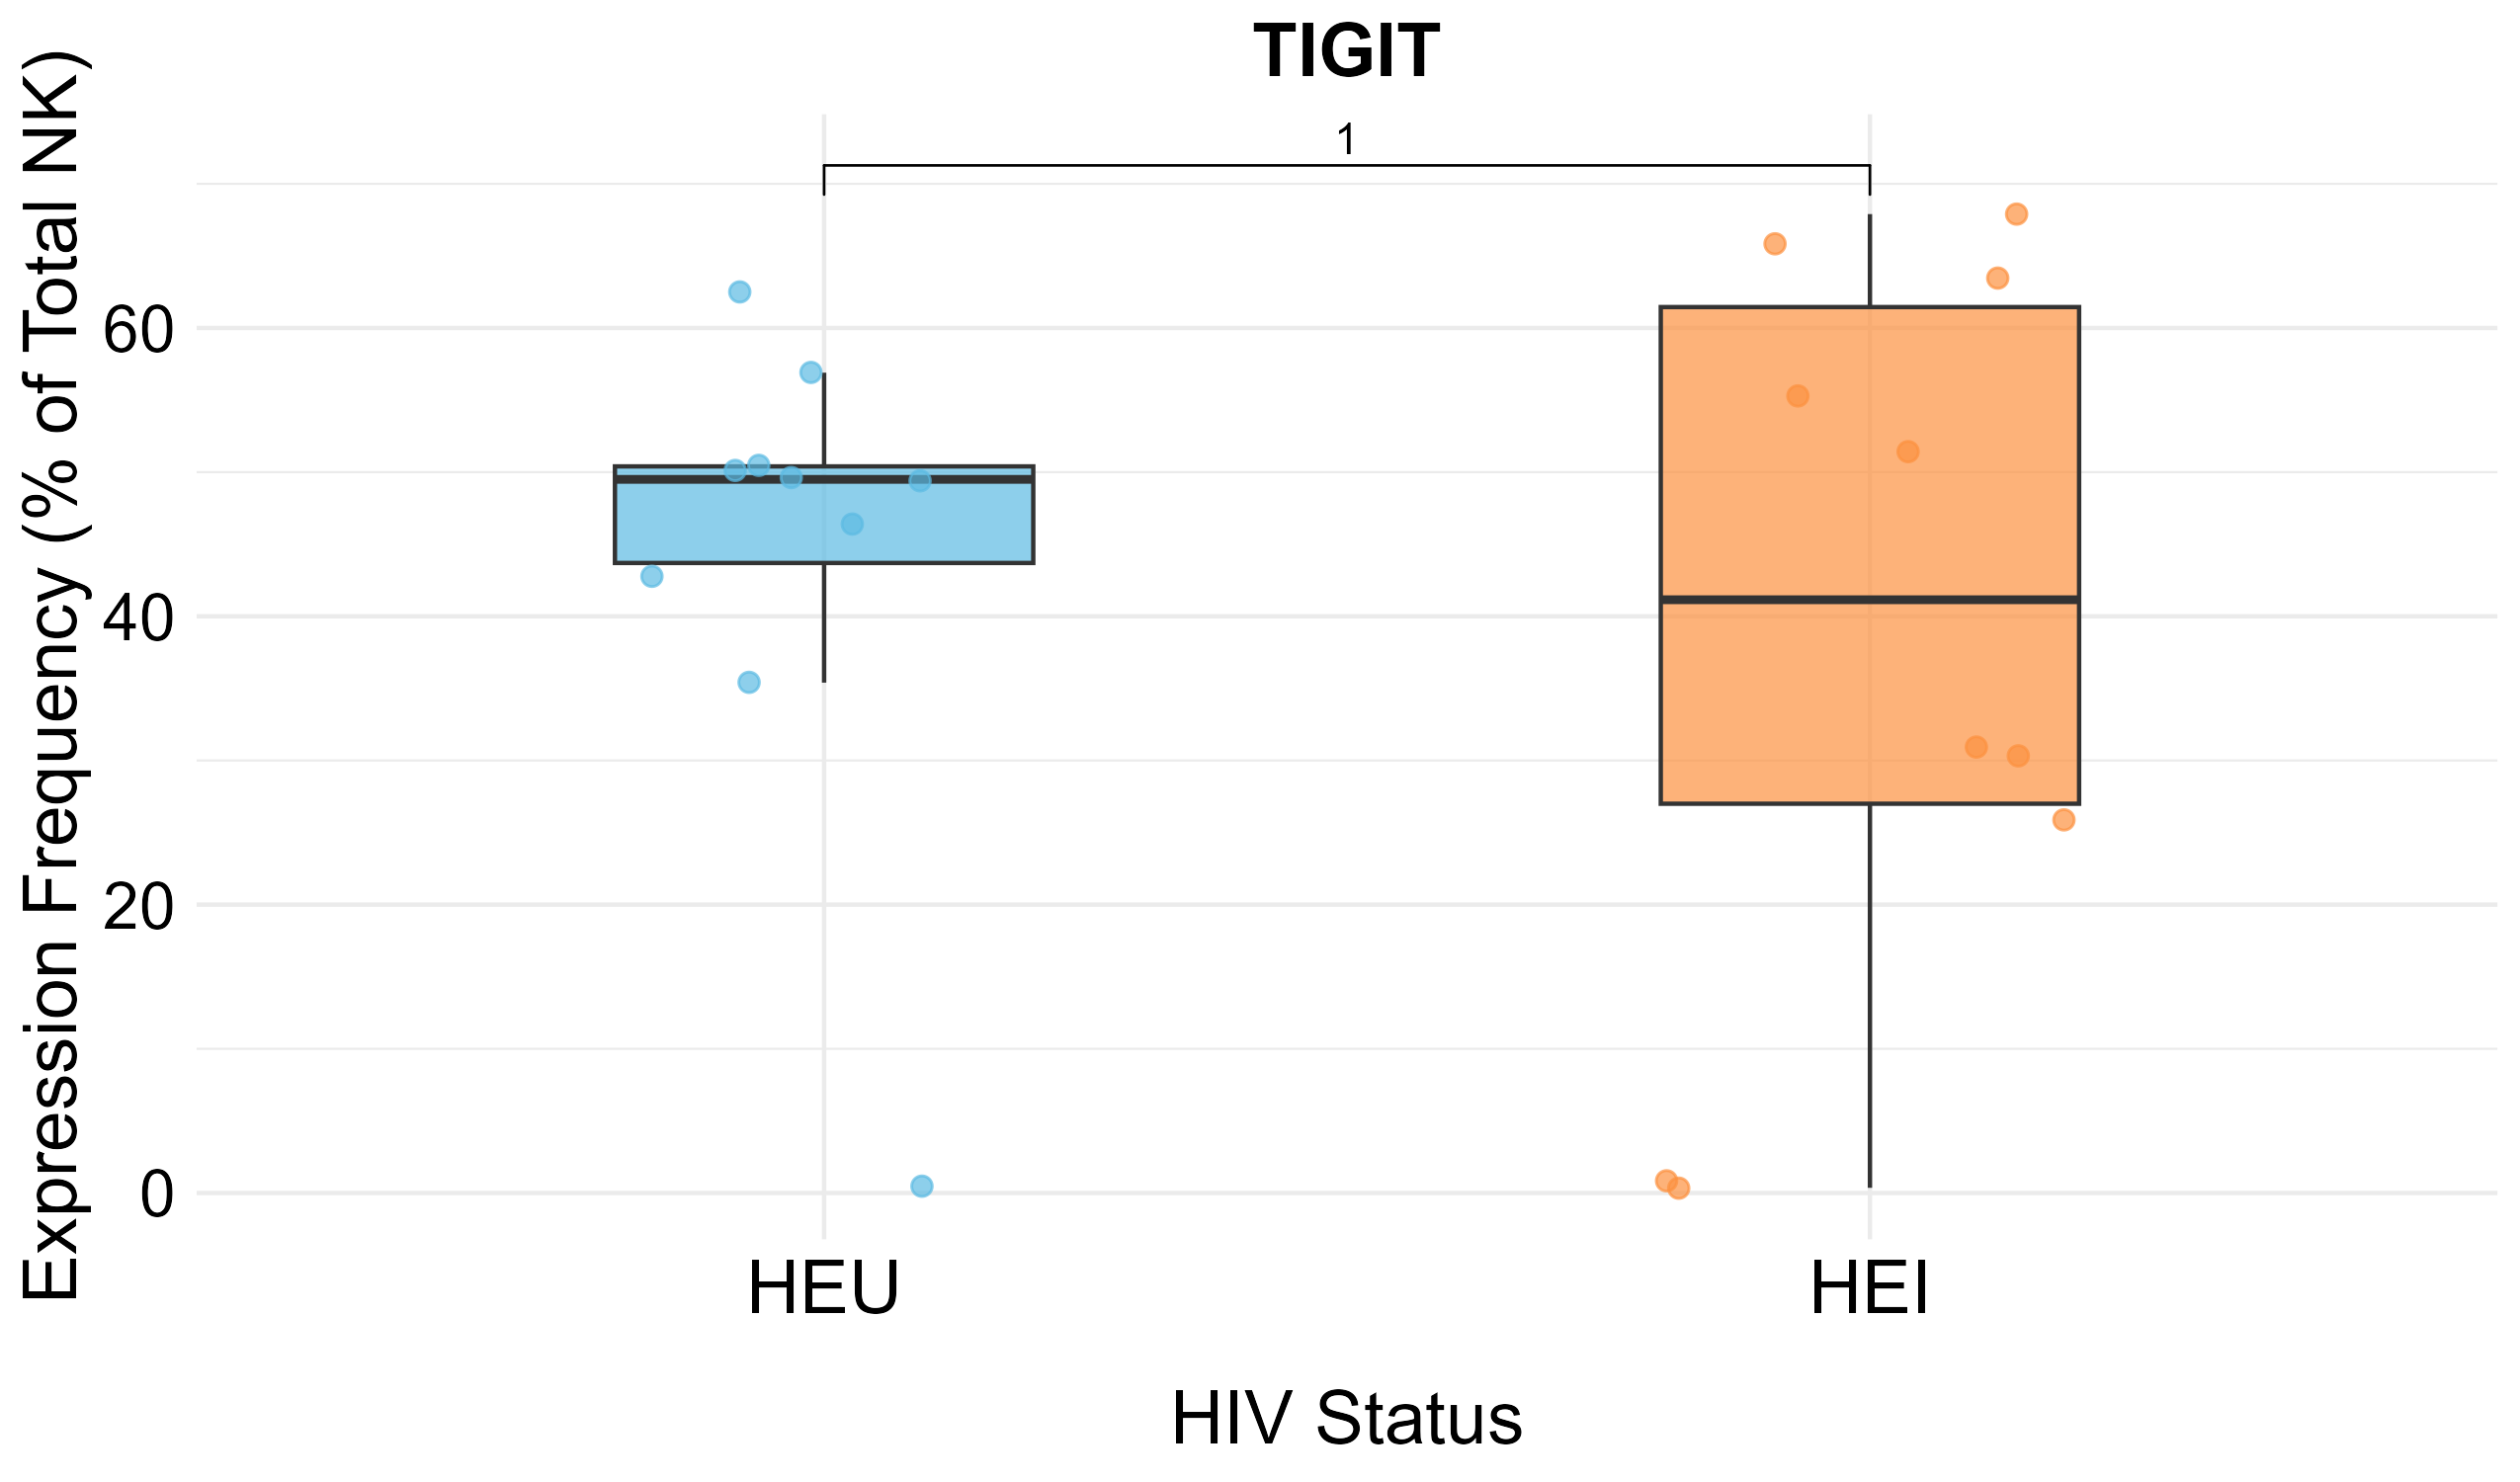 TIGIT
1
Expression Frequency (% of Total NK)
60
40
20
0
HEU
HEI
HIV Status